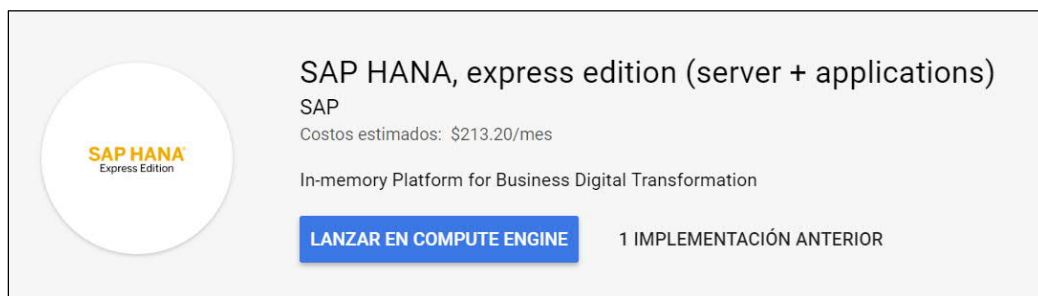 SAP HANA, express edition (server + applications)
SAP
Costos estimados: $213.20/mes
SAP HANA®
Express Edition
In-memory Platform for Business Digital Transformation
LANZAR EN COMPUTE ENGINE
1 IMPLEMENTACIÓN ANTERIOR